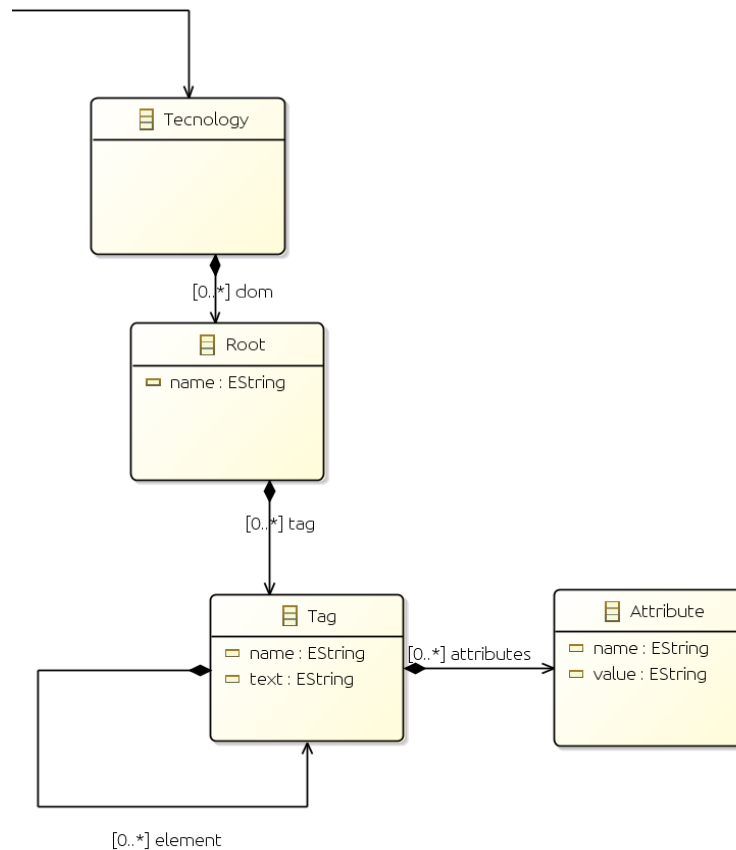 Tecnology
[0..*] dom
Root
name : EString
[0..*] tag
Tag
name : EString
text : EString
[0..*] attributes
Attribute
name : EString
value : EString
[0..*] element